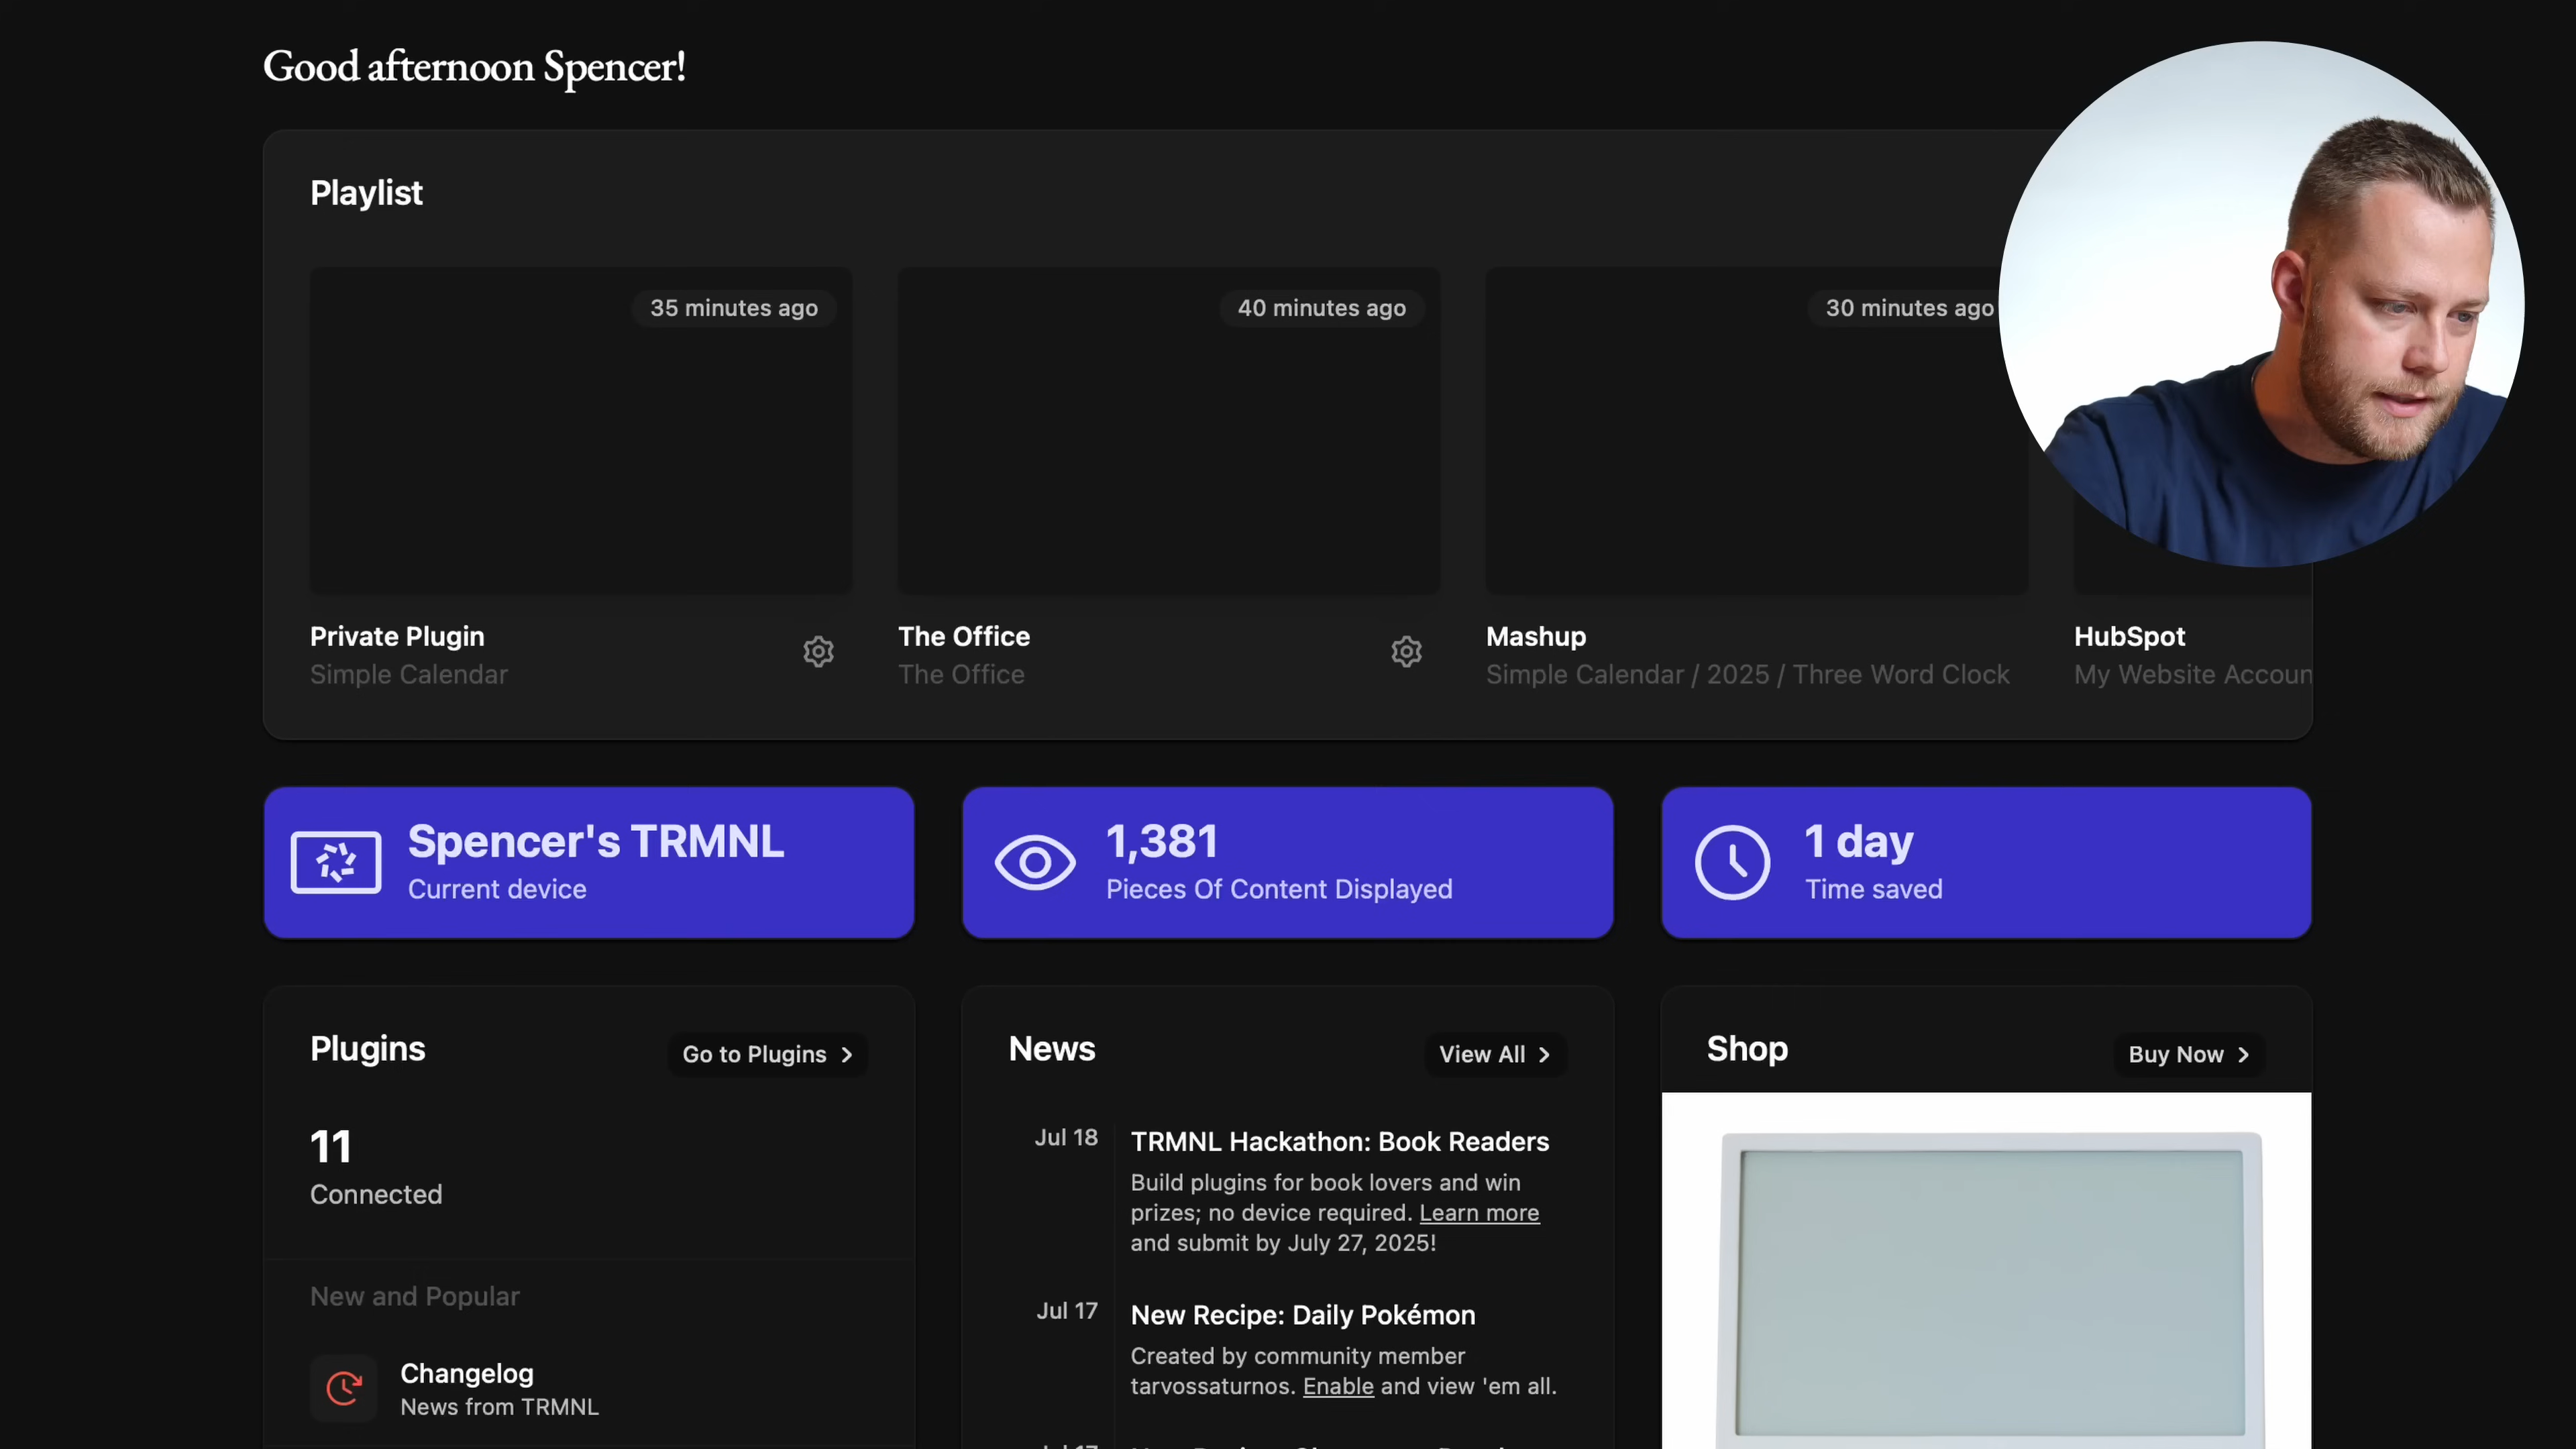 Good afternoon Spencer!
Playlist
35 minutes ago
40 minutes ago
30 minutes ago
Private Plugin
Simple Calendar
The Office
The Office
Mashup
Simple Calendar / 2025 / Three Word Clock
HubSpot
My Website Accoun
Spencer's TRMNL
Current device
1,381
Pieces Of Content Displayed
1 day
Time saved
Plugins
Go to Plugins
11
Connected
New and Popular
Changelog
News from TRMNL
News
View All
Jul 18
TRMNL Hackathon: Book Readers
Build plugins for book lovers and win
prizes; no device required. Learn more
and submit by July 27, 2025!
Jul 17
New Recipe: Daily Pokémon
Created by community member
tarvossaturnos. Enable and view 'em all.
Shop
Buy Now